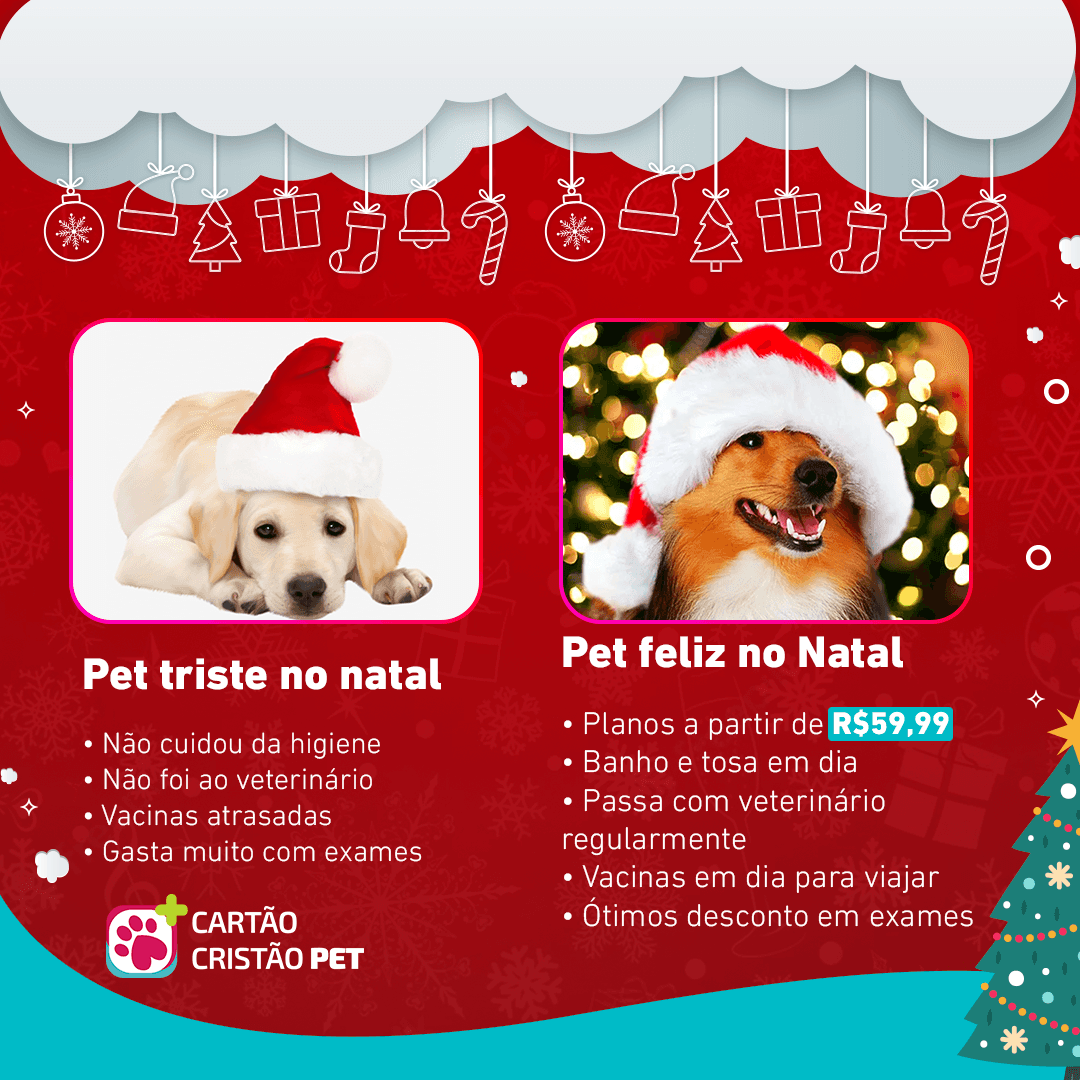 Pet triste no natal
• Não cuidou da higiene
• Não foi ao veterinário
• Vacinas atrasadas
• Gasta muito com exames
CARTÃO
CRISTÃO PET
Pet feliz no Natal
• Planos a partir de R$59,99
• Banho e tosa em dia
• Passa com veterinário
regularmente
• Vacinas em dia para viajar
• Ótimos desconto em exames